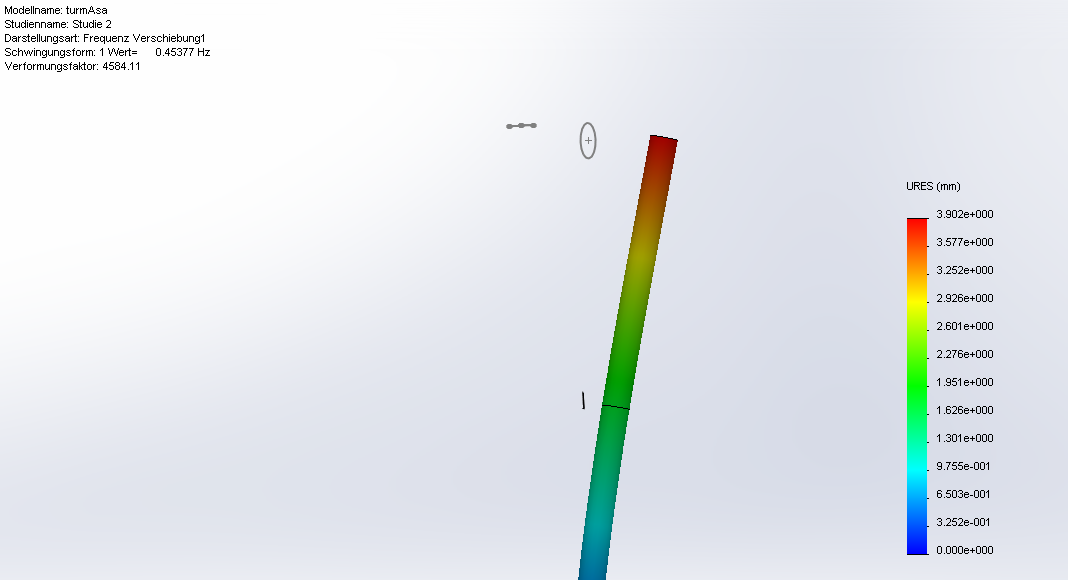 Modellname: turmAsa
Studienname: Studie 2
Darstellungsart: Frequenz Verschiebung1
Schwingungsform: 1 Wert= 0.45377 Hz
Verformungsfaktor: 4584.11
URES (mm)
3.902e+000
3.577e+000
3.252e+000
2.926e+000
2.601e+000
2.276e+000
1.951e+000
1.626e+000
1.301e+000
9.755e-001
6.503e-001
3.252e-001
0.000e+000